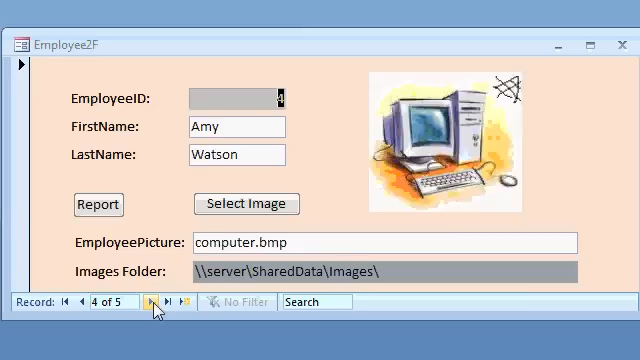 Employee2F
EmployeeID: 4
FirstName: Amy
LastName: Watson
Report Select Image
EmployeePicture: computer.bmp
Images Folder: \\server\SharedData\Images\
Record: 4 of 5 No Filter Search